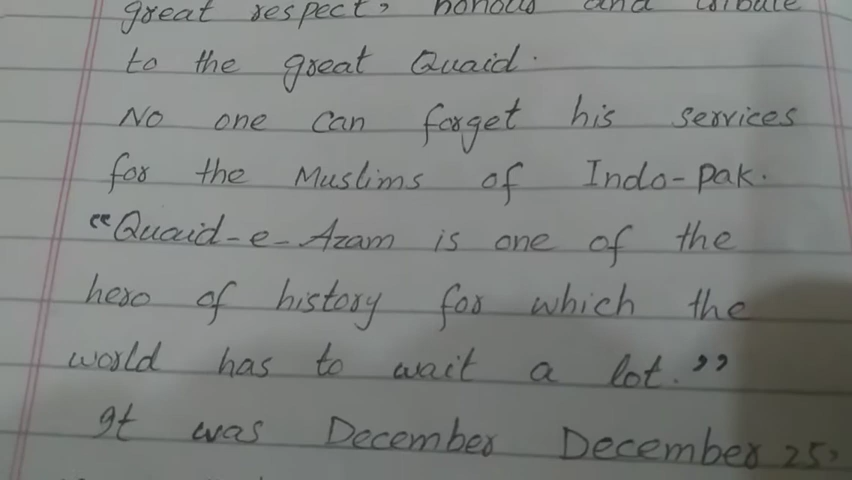 great respect, honour and tribute
to the great Quaid.
No one can forget his services
for the Muslims of Indo-pak.
"Quaid-e-Azam is one of the
hero of history for which the
world has to wait a lot."
It was December December 25,